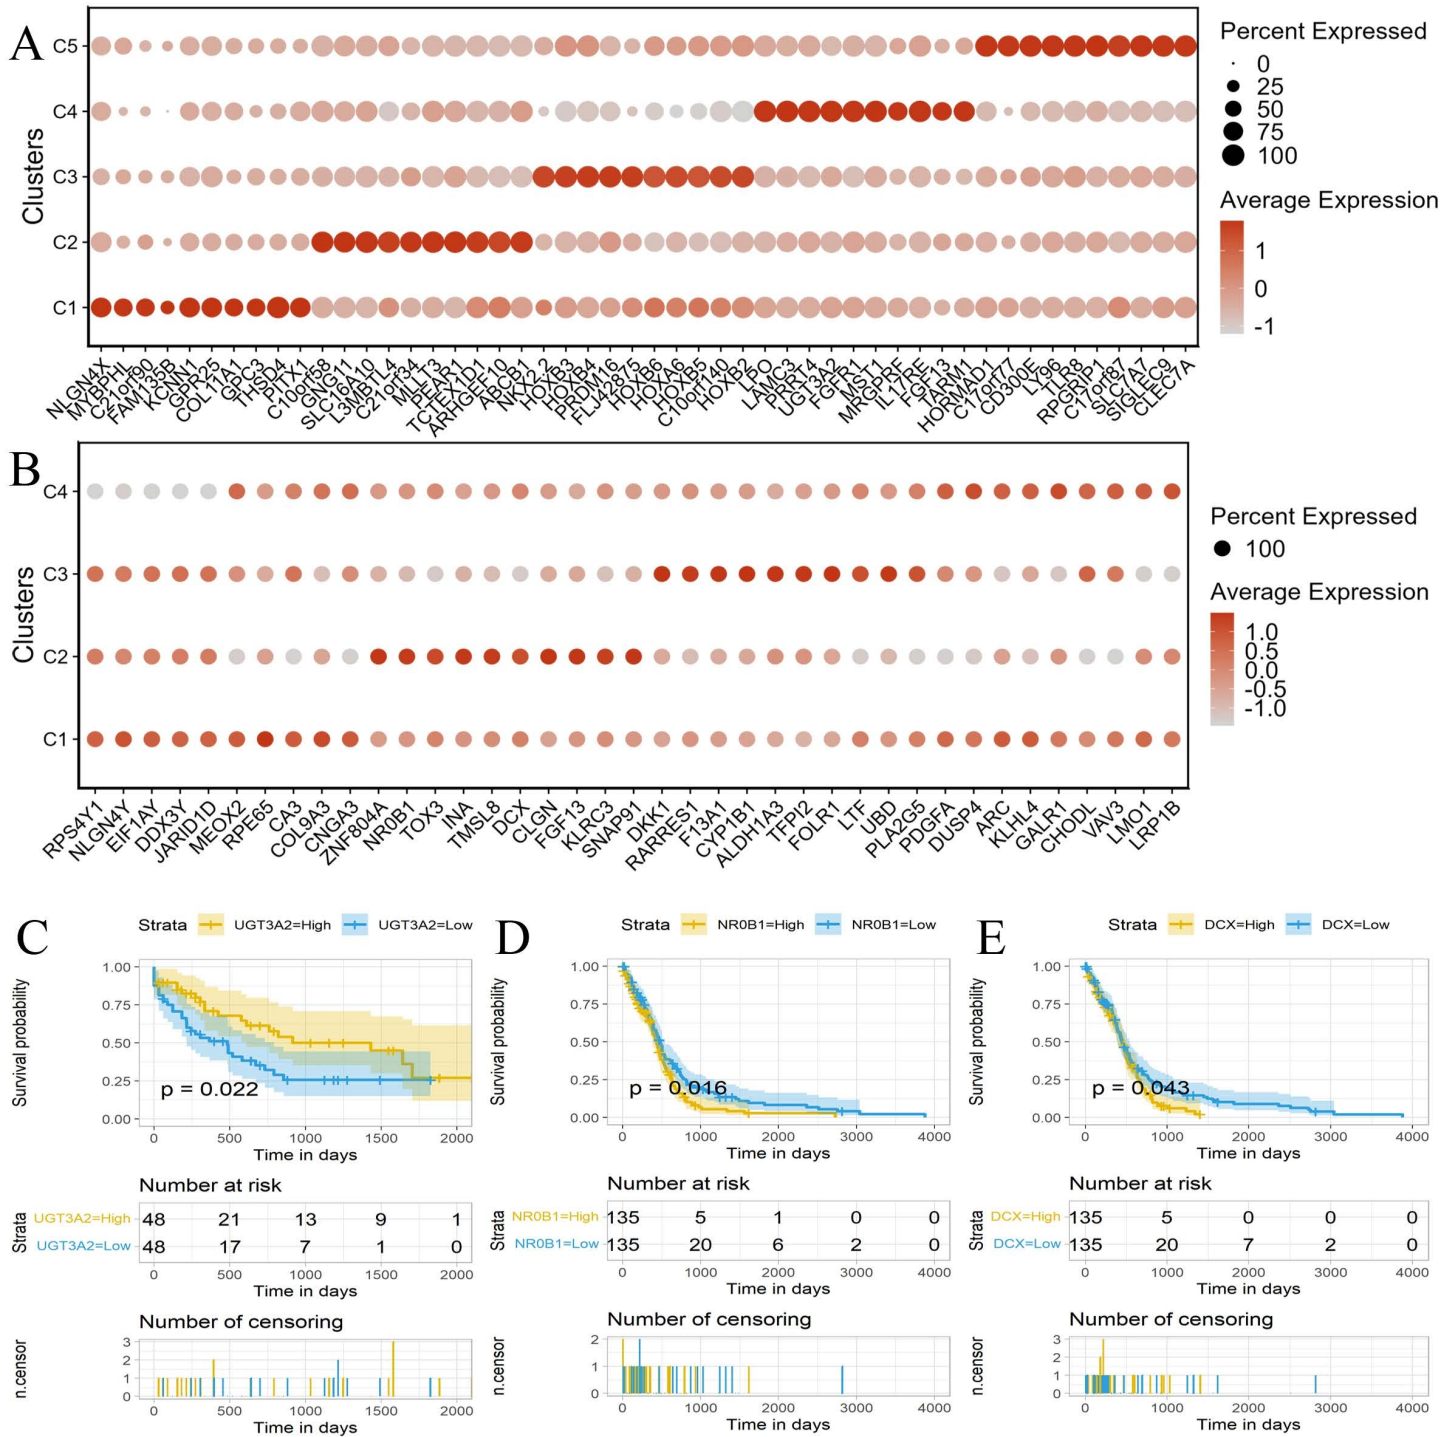 A
Clusters
C5
C4
C3
C2
C1
NLGN4X
MYBPHL
C21orf90
FAM135B
KCNN1
GPR25
COL11A1
GPC3
THSD4
PITX1
C10orf58
GNG11
SLC16A10
L3MBTL4
C21orf34
MLLT3
PEAR1
TCTEX1D1
ARHGEF10
ABCB1
NKX2.2
HOXB3
HOXB4
PRDM16
FLJ42875
HOXB6
HOXA6
HOXB5
C10orf140
HOXB2
LPO
LAMC3
PKRT4
UGT3A2
FGFR1
MST1
MRGPRF
IL17RE
FGF13
TARM1
HORMAD1
C17orf77
CD300E
LY96
TLR8
RPGRIP1
C17orf87
SLC7A7
SIGLEC9
CLEC7A
Percent Expressed
0
25
50
75
100
Average Expression
1
0
-1
B
Clusters
C4
C3
C2
C1
RPS4Y1
NLGN4Y
EIF1AY
DDX3Y
JARID1D
MEOX2
RPE65
CA3
COL9A3
CNGA3
ZNF804A
NR0B1
TOX3
INA
TMSL8
DCX
CLGN
FGF13
KLRC3
SNAP91
DKK1
RARRES1
F13A1
CYP1B1
ALDH1A3
TFPI2
FOLR1
LTF
UBD
PLA2G5
PDGFA
DUSP4
ARC
KLHL4
GALR1
CHODL
VAV3
LMO1
LRP1B
Percent Expressed
100
Average Expression
1.0
0.5
0.0
-0.5
-1.0
C
Strata UGT3A2=High UGT3A2=Low
Survival probability
1.00
0.75
0.50
0.25
0.00
p = 0.022
0 500 1000 1500 2000
Time in days
Number at risk
Strata
UGT3A2=High 48 21 13 9 1
UGT3A2=Low 48 17 7 1 0
0 500 1000 1500 2000
Time in days
Number of censoring
n.censor
3
2
1
0
0 500 1000 1500 2000
Time in days
D
Strata NR0B1=High NR0B1=Low
Survival probability
1.00
0.75
0.50
0.25
0.00
p = 0.016
0 1000 2000 3000 4000
Time in days
Number at risk
Strata
NR0B1=High 135 5 1 0 0
NR0B1=Low 135 20 6 2 0
0 1000 2000 3000 4000
Time in days
Number of censoring
n.censor
2
1
0
0 1000 2000 3000 4000
Time in days
E
Strata DCX=High DCX=Low
Survival probability
1.00
0.75
0.50
0.25
0.00
p = 0.043
0 1000 2000 3000 4000
Time in days
Number at risk
Strata
DCX=High 135 5 0 0 0
DCX=Low 135 20 7 2 0
0 1000 2000 3000 4000
Time in days
Number of censoring
n.censor
3
2
1
0
0 1000 2000 3000 4000
Time in days